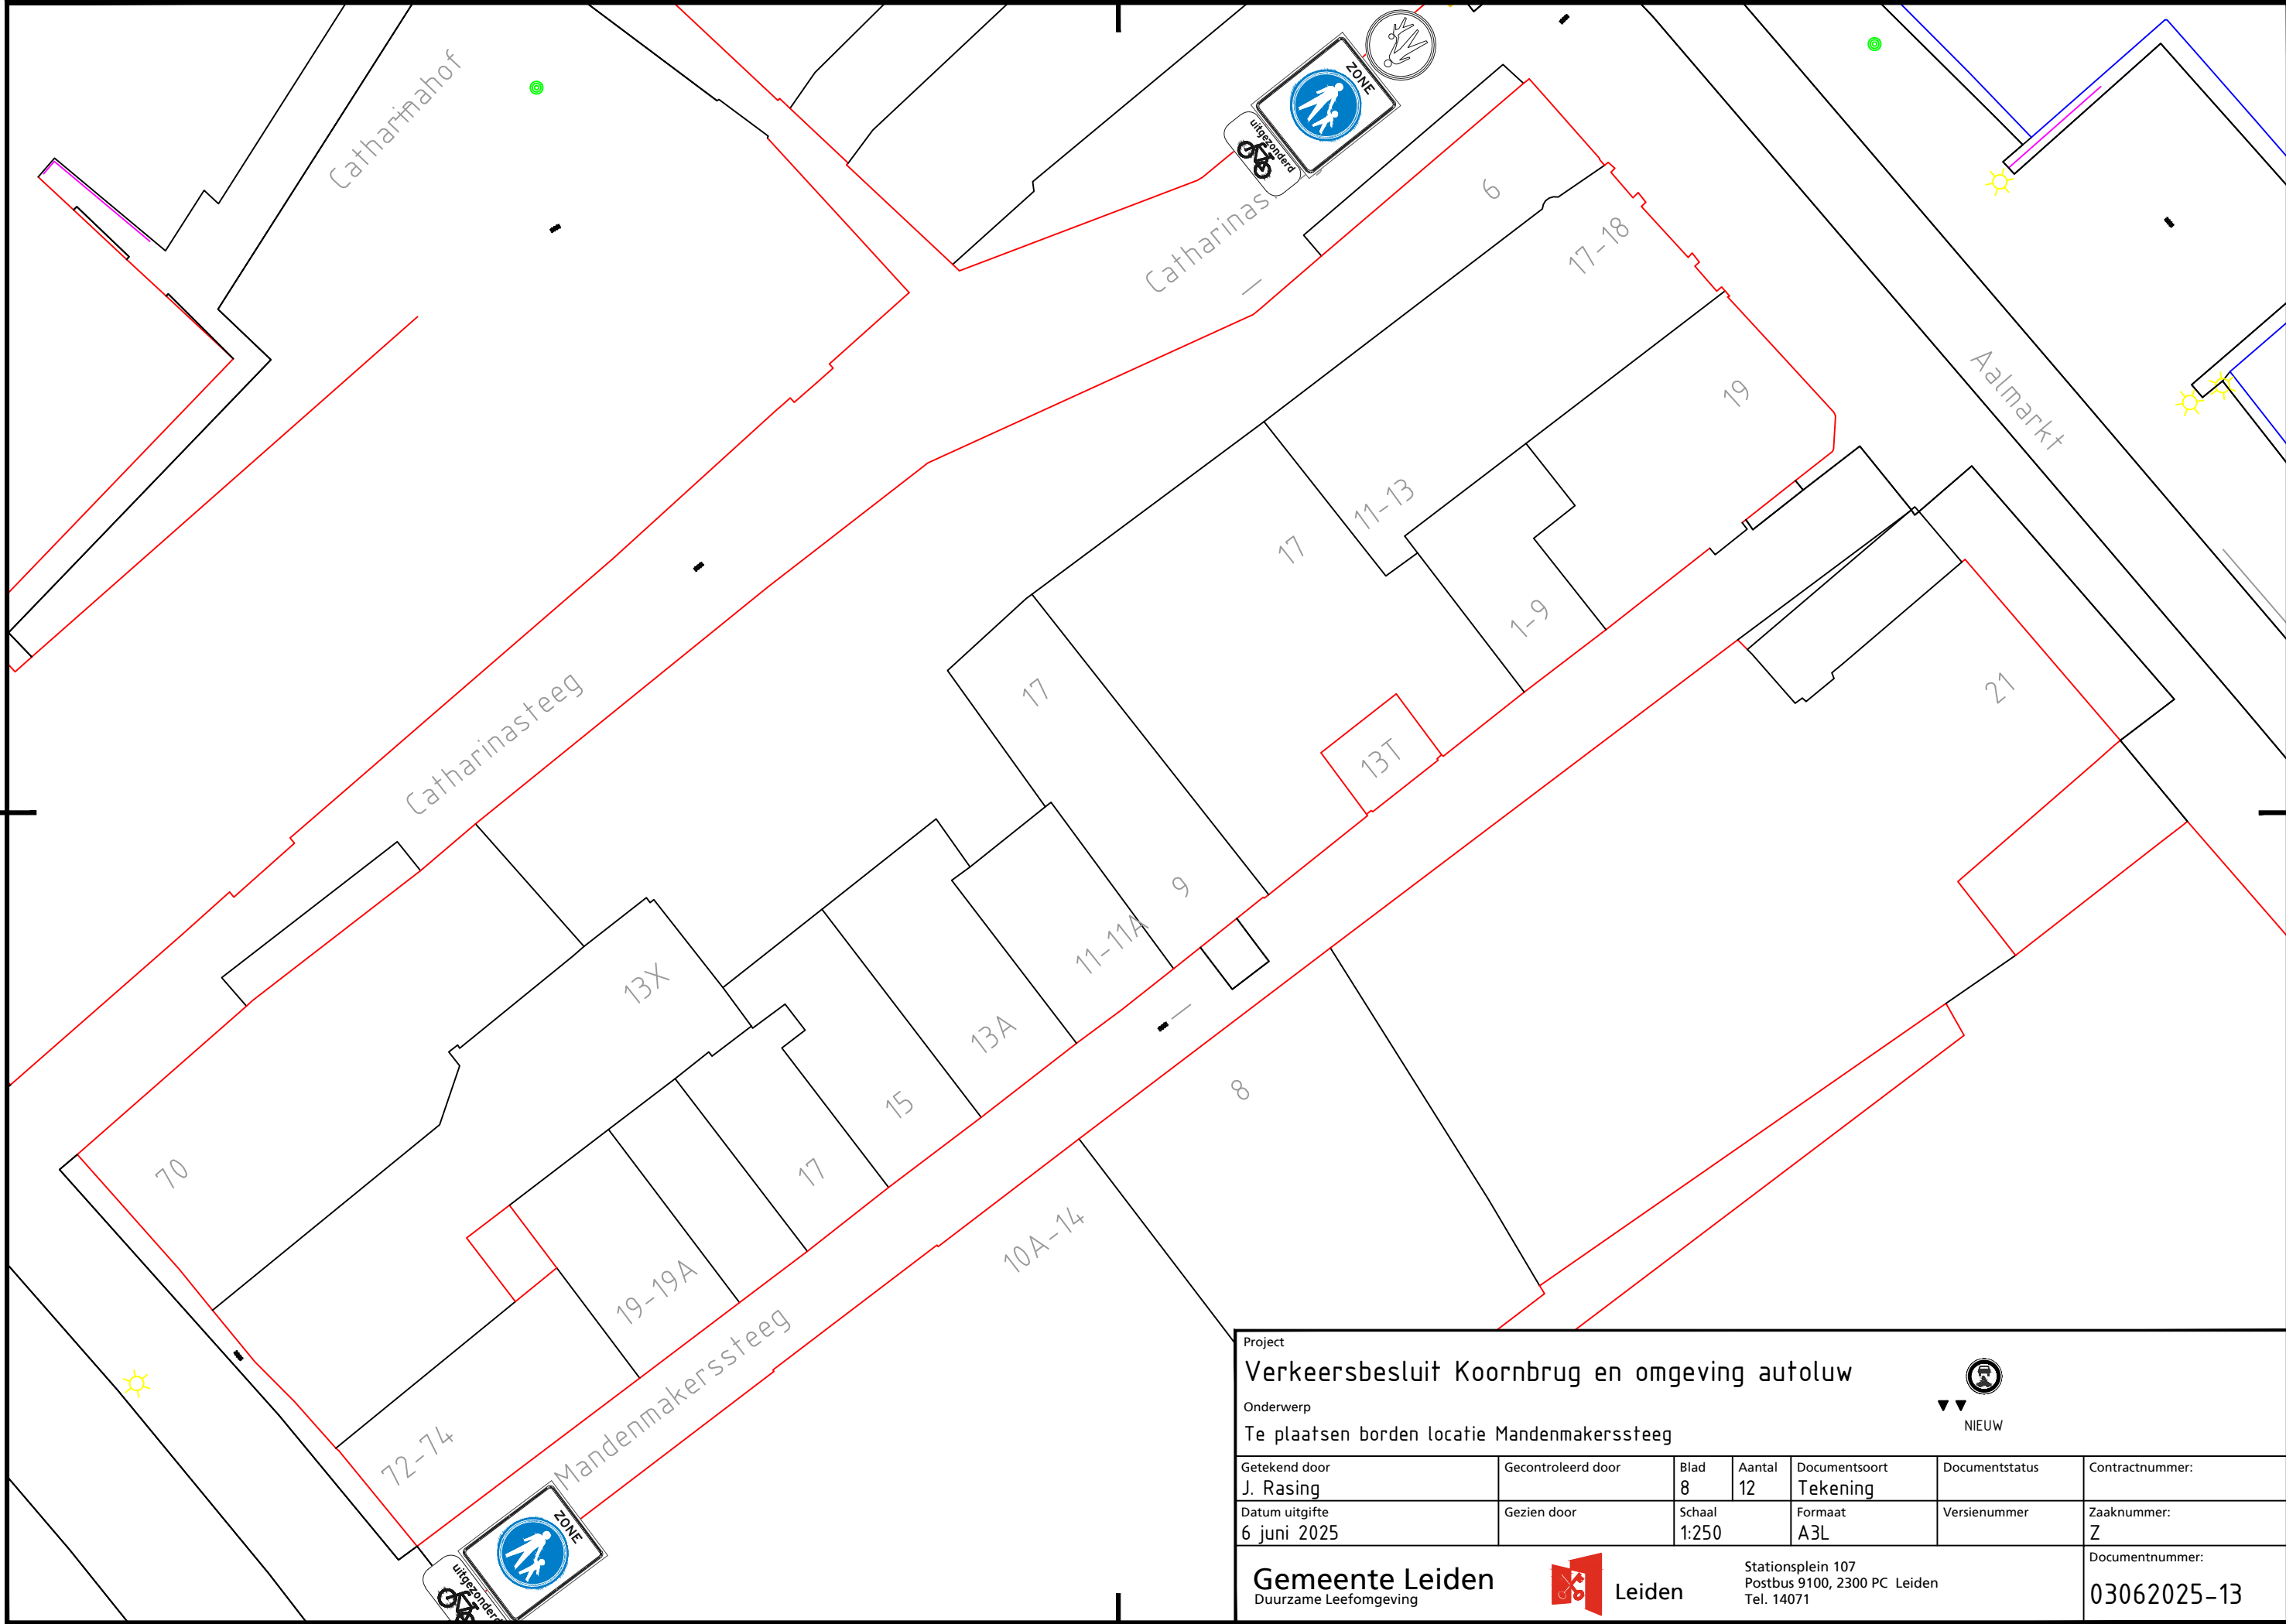 Catharinahof
ZONE
uitgezonderd
6
17-18
19
Aalmarkt
11-13
17
1-9
Catharinasteeg
17
13T
21
9
11-11A
13X
13A
15
8
70
17
10A-14
19-19A
Mandenmakerssteeg
72-74
ZONE
uitgezonderd
Project
Verkeersbesluit Koornbrug en omgeving autoluw
Onderwerp
Te plaatsen borden locatie Mandenmakerssteeg
NIEUW
Getekend door
J. Rasing
Gecontroleerd door
Blad
8
Aantal
12
Documentsoort
Tekening
Documentstatus
Contractnummer:
Datum uitgifte
6 juni 2025
Gezien door
Schaal
1:250
Formaat
A3L
Versienummer
Zaaknummer:
Z
Gemeente Leiden
Duurzame Leefomgeving
Leiden
Stationsplein 107
Postbus 9100, 2300 PC Leiden
Tel. 14071
Documentnummer:
03062025-13